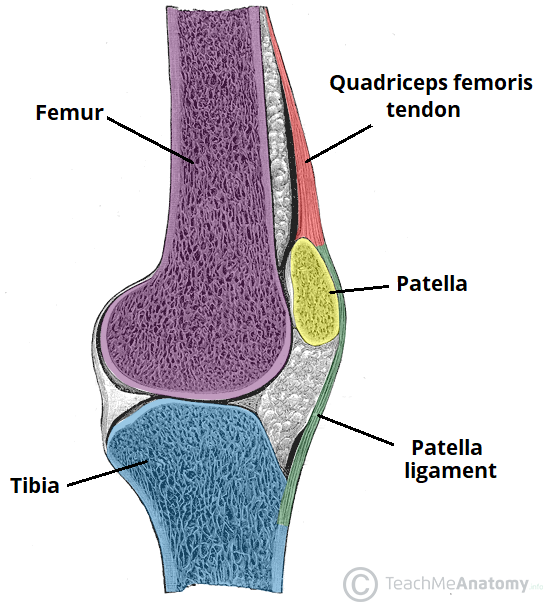 Quadriceps femoris
tendon
Femur
Patella
Patella
ligament
Tibia
© TeachMeAnatomy